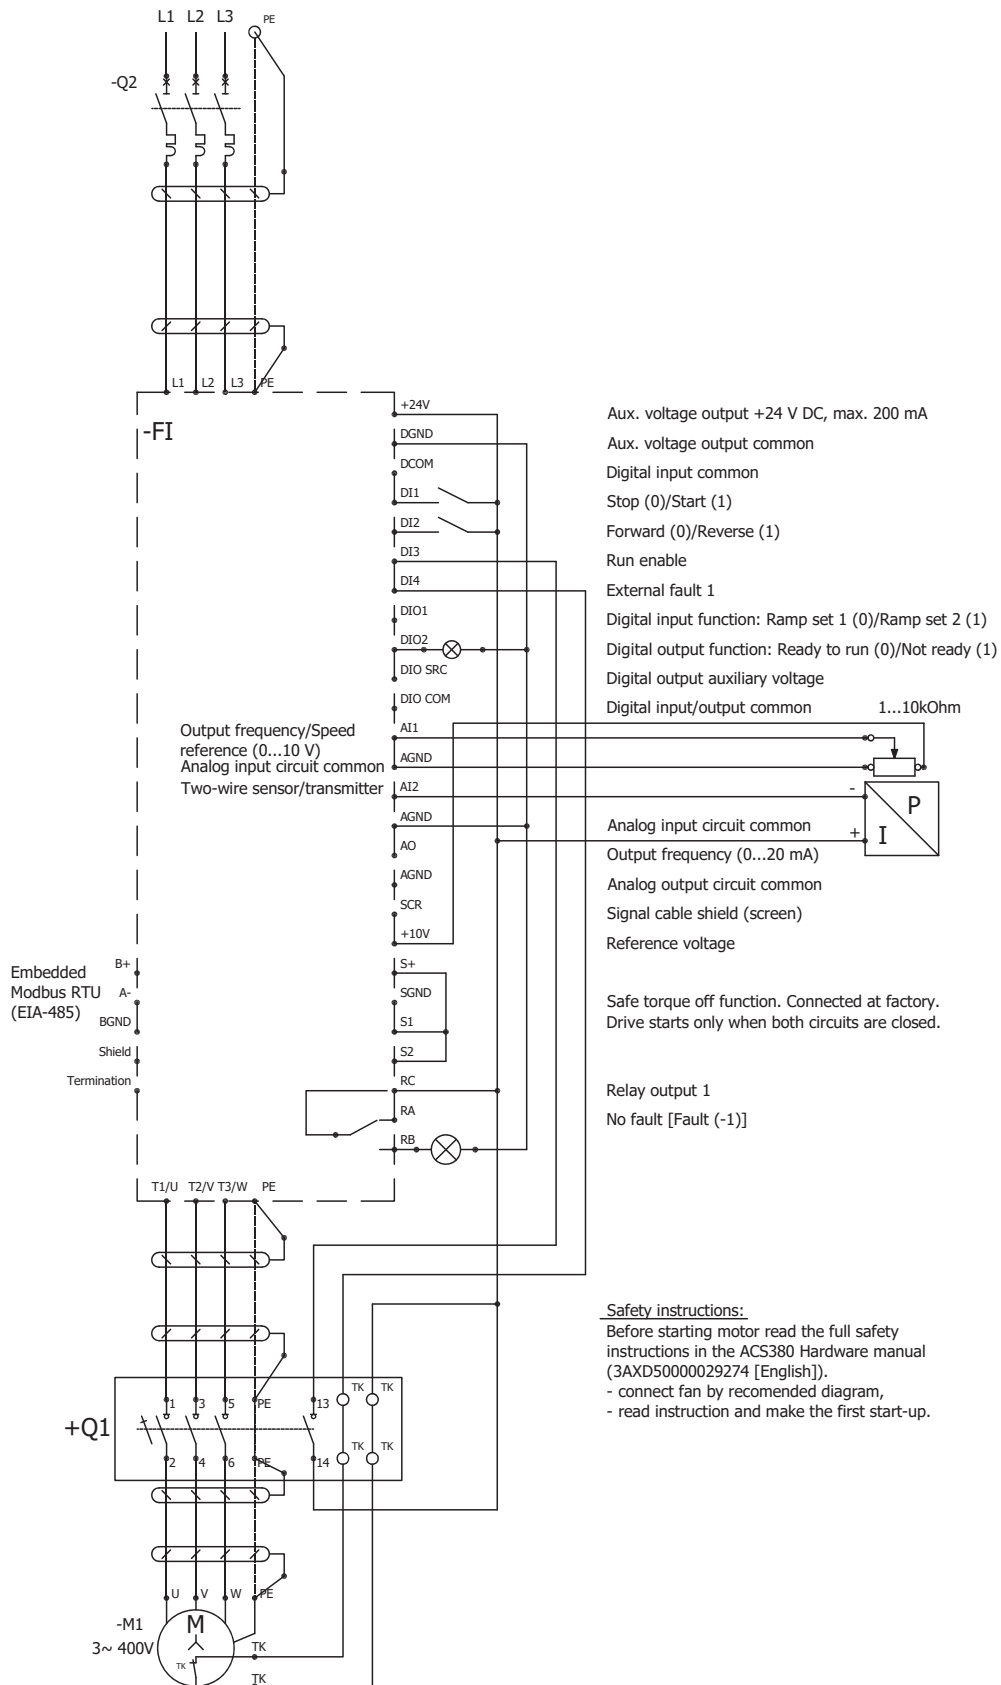 L1 L2 L3 PE
-Q2
L1 L2 L3 PE
-FI
+24V Aux. voltage output +24 V DC, max. 200 mA
DGND Aux. voltage output common
DCOM Digital input common
DI1 Stop (0)/Start (1)
DI2 Forward (0)/Reverse (1)
DI3 Run enable
DI4 External fault 1
DIO1 Digital input function: Ramp set 1 (0)/Ramp set 2 (1)
DIO2 Digital output function: Ready to run (0)/Not ready (1)
DIO SRC Digital output auxiliary voltage
DIO COM Digital input/output common 1...10kOhm
Output frequency/Speed
reference (0...10 V) AI1
Analog input circuit common AGND
Two-wire sensor/transmitter AI2 - P
AGND Analog input circuit common + I
AO Output frequency (0...20 mA)
AGND Analog output circuit common
SCR Signal cable shield (screen)
+10V Reference voltage
Embedded
Modbus RTU
(EIA-485)
B+ S+
A- SGND Safe torque off function. Connected at factory.
BGND S1 Drive starts only when both circuits are closed.
Shield S2
Termination RC Relay output 1
RA No fault [Fault (-1)]
RB
T1/U T2/V T3/W PE
Safety instructions:
Before starting motor read the full safety
instructions in the ACS380 Hardware manual
(3AXD50000029274 [English]).
- connect fan by recomended diagram,
- read instruction and make the first start-up.
1 3 5 PE 13 TK TK
+Q1
2 4 6 PE 14 TK TK
U V W PE
-M1 M
3~ 400V TK
TK
TK